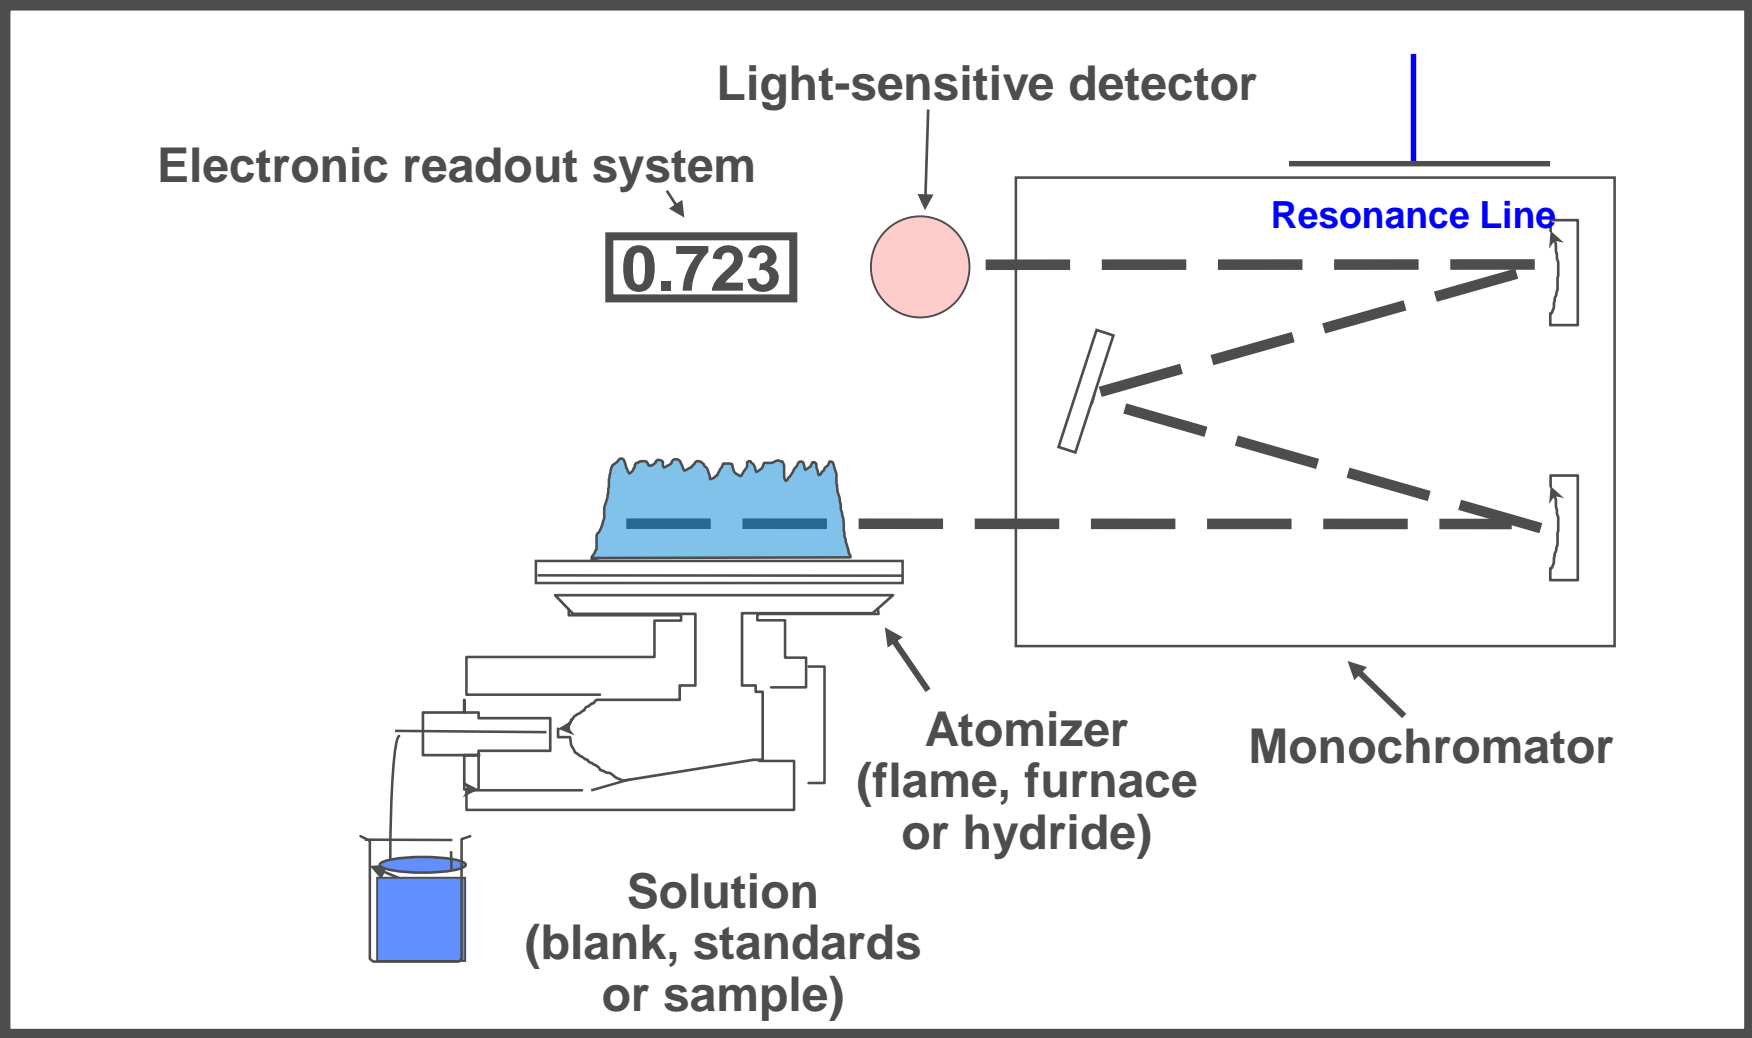 Light-sensitive detector
Electronic readout system
Resonance Line
0.723
Atomizer
(flame, furnace
or hydride)
Monochromator
Solution
(blank, standards
or sample)